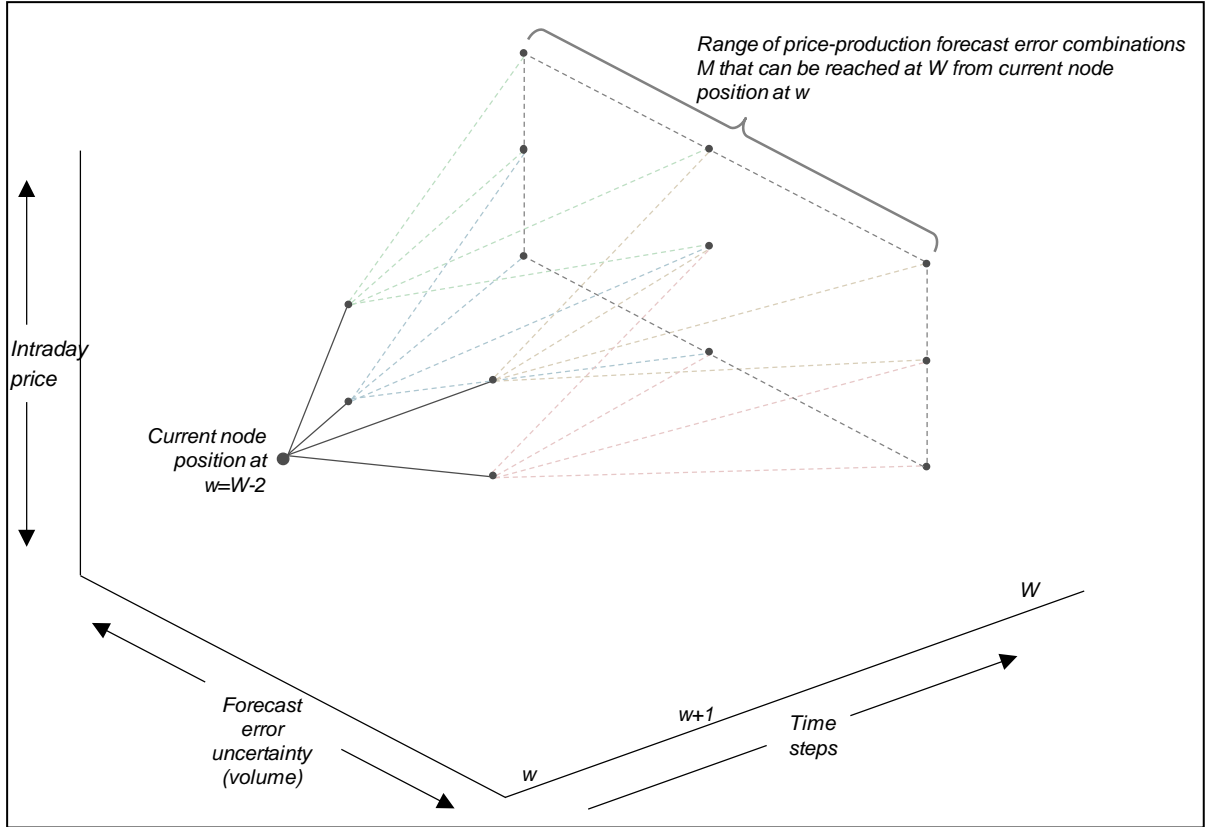 Range of price-production forecast error combinations
M that can be reached at W from current node
position at w
Intraday
price
Current node
position at
w=W-2
W
w+1
Time
steps
Forecast
error
uncertainty
(volume)
w